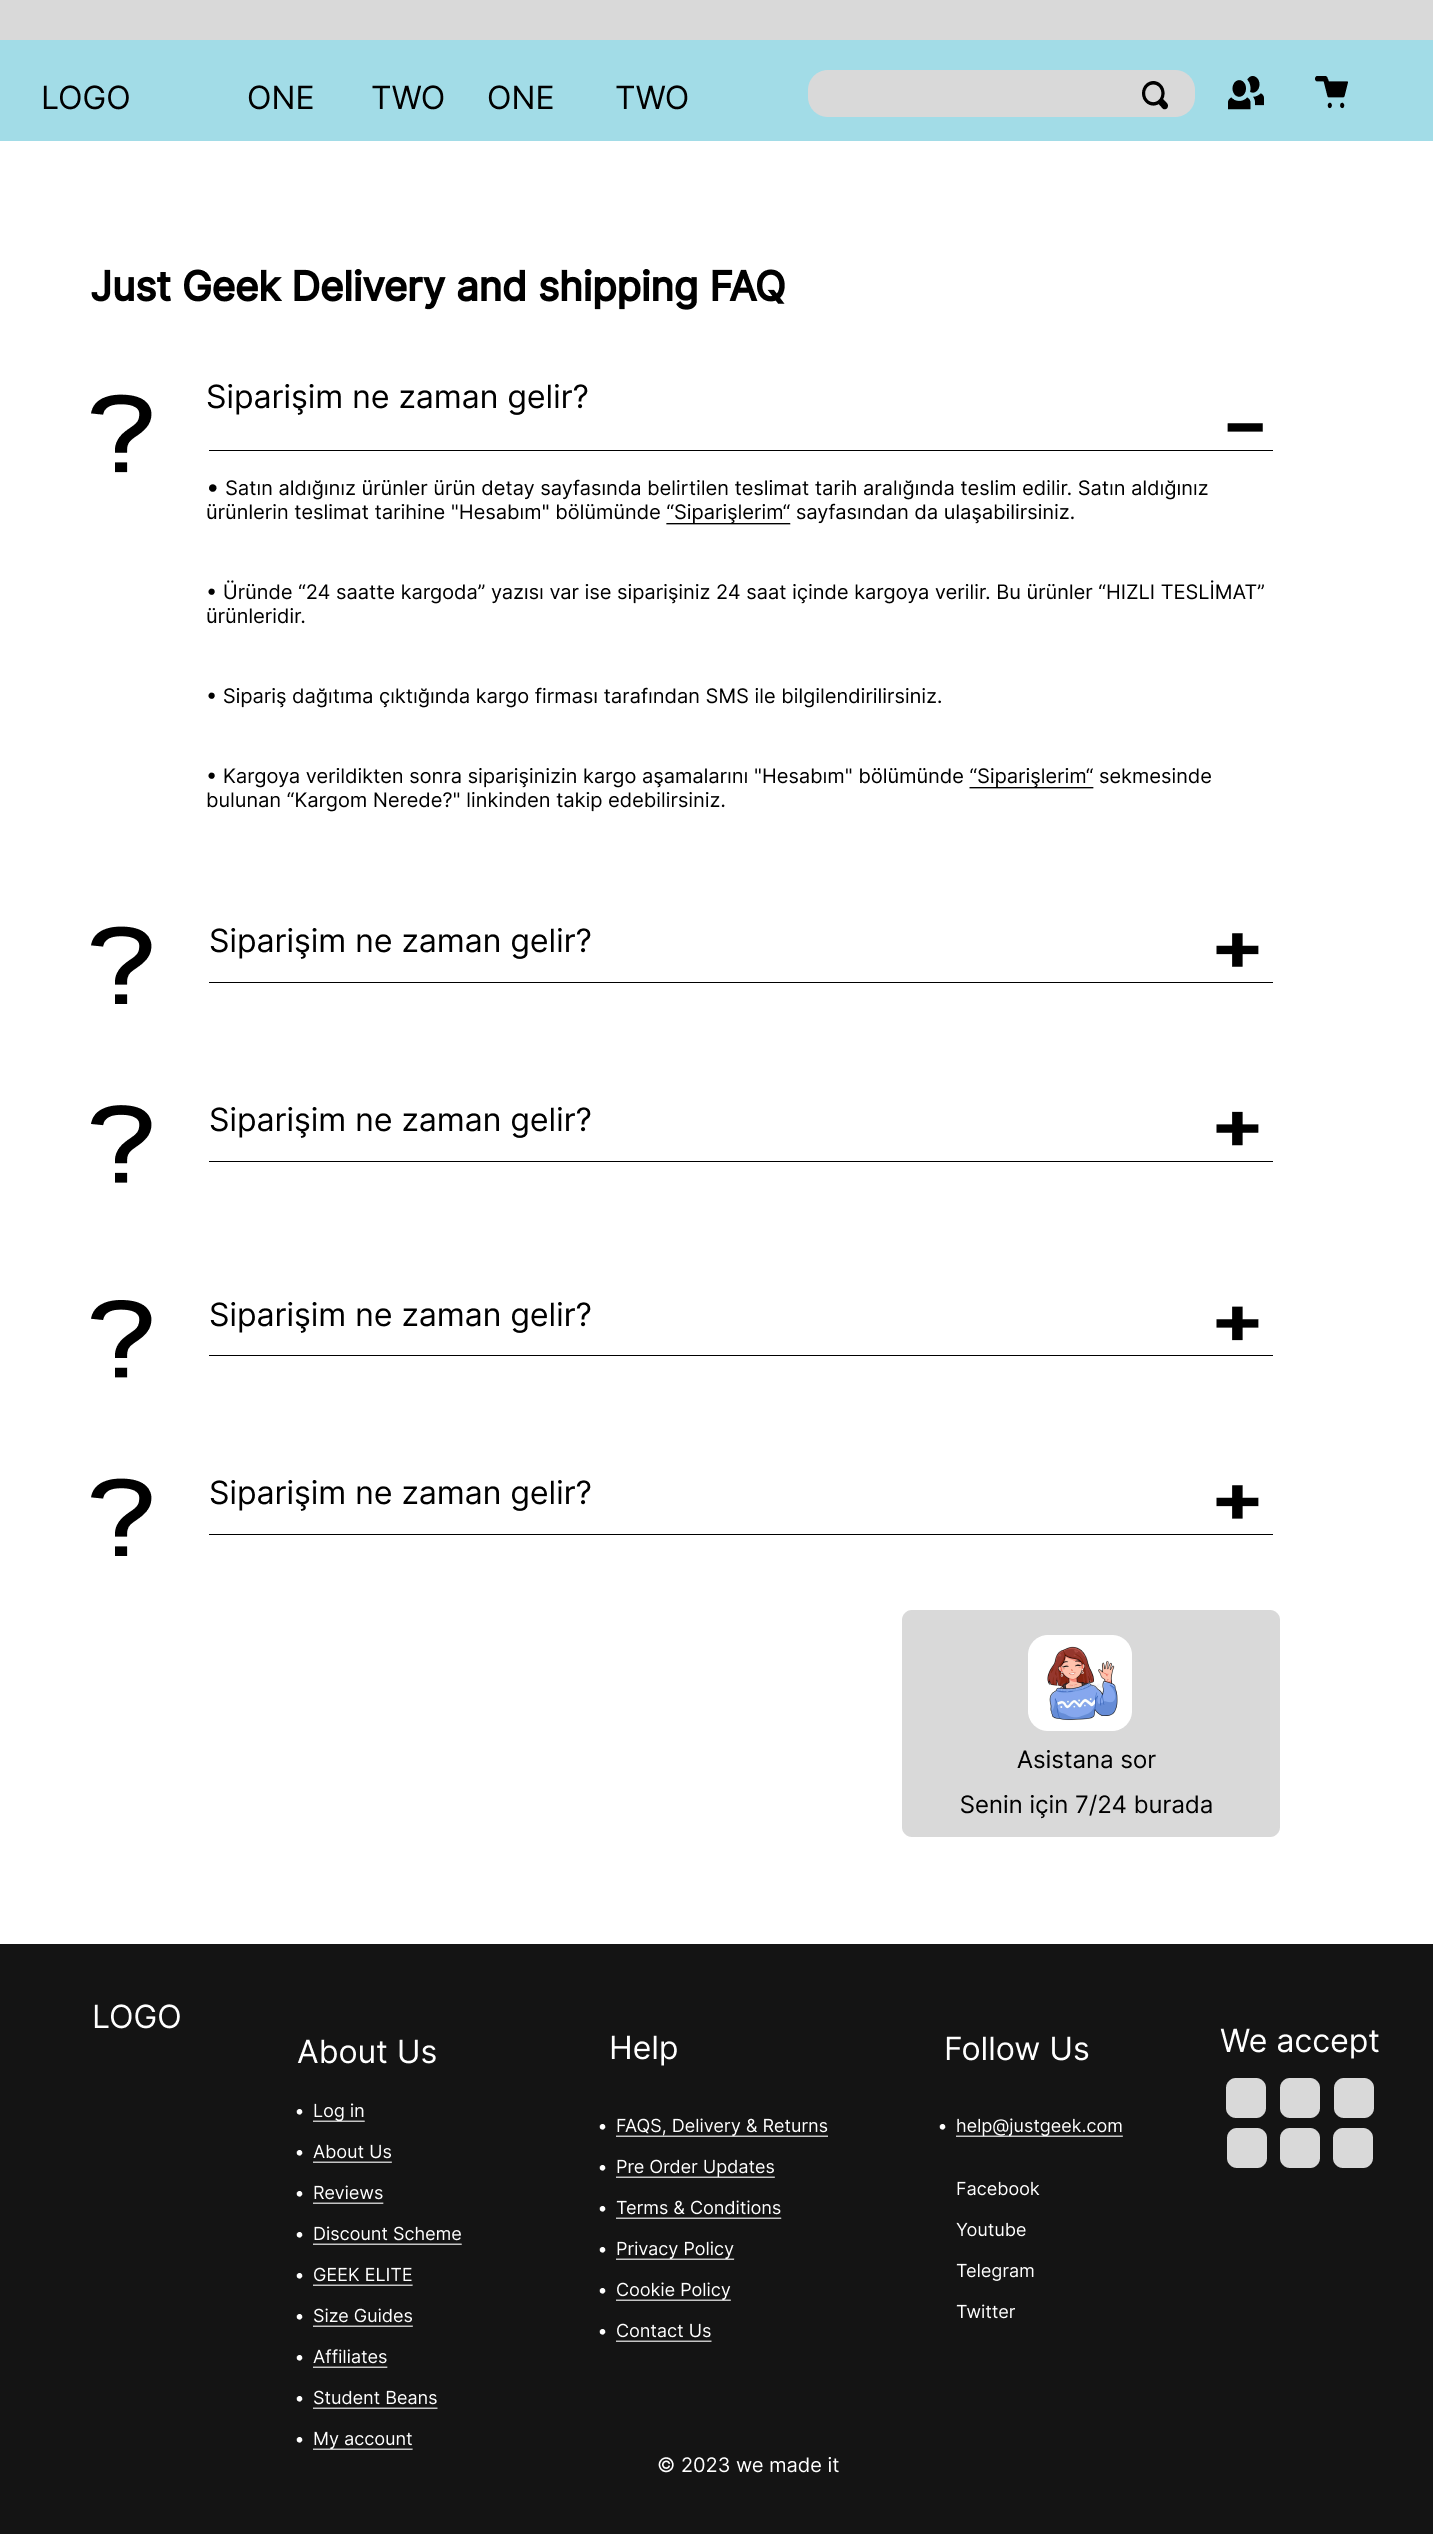 LOGO ONE TWO ONE TWO
Just Geek Delivery and shipping FAQ
? Siparişim ne zaman gelir? −
• Satın aldığınız ürünler ürün detay sayfasında belirtilen teslimat tarih aralığında teslim edilir. Satın aldığınız
ürünlerin teslimat tarihine "Hesabım" bölümünde “Siparişlerim“ sayfasından da ulaşabilirsiniz.
• Üründe “24 saatte kargoda” yazısı var ise siparişiniz 24 saat içinde kargoya verilir. Bu ürünler “HIZLI TESLİMAT”
ürünleridir.
• Sipariş dağıtıma çıktığında kargo firması tarafından SMS ile bilgilendirilirsiniz.
• Kargoya verildikten sonra siparişinizin kargo aşamalarını "Hesabım" bölümünde “Siparişlerim“ sekmesinde
bulunan “Kargom Nerede?" linkinden takip edebilirsiniz.
? Siparişim ne zaman gelir? +
? Siparişim ne zaman gelir? +
? Siparişim ne zaman gelir? +
? Siparişim ne zaman gelir? +
Asistana sor
Senin için 7/24 burada
LOGO
About Us
• Log in
• About Us
• Reviews
• Discount Scheme
• GEEK ELITE
• Size Guides
• Affiliates
• Student Beans
• My account
Help
• FAQS, Delivery & Returns
• Pre Order Updates
• Terms & Conditions
• Privacy Policy
• Cookie Policy
• Contact Us
Follow Us
• help@justgeek.com
Facebook
Youtube
Telegram
Twitter
We accept
© 2023 we made it